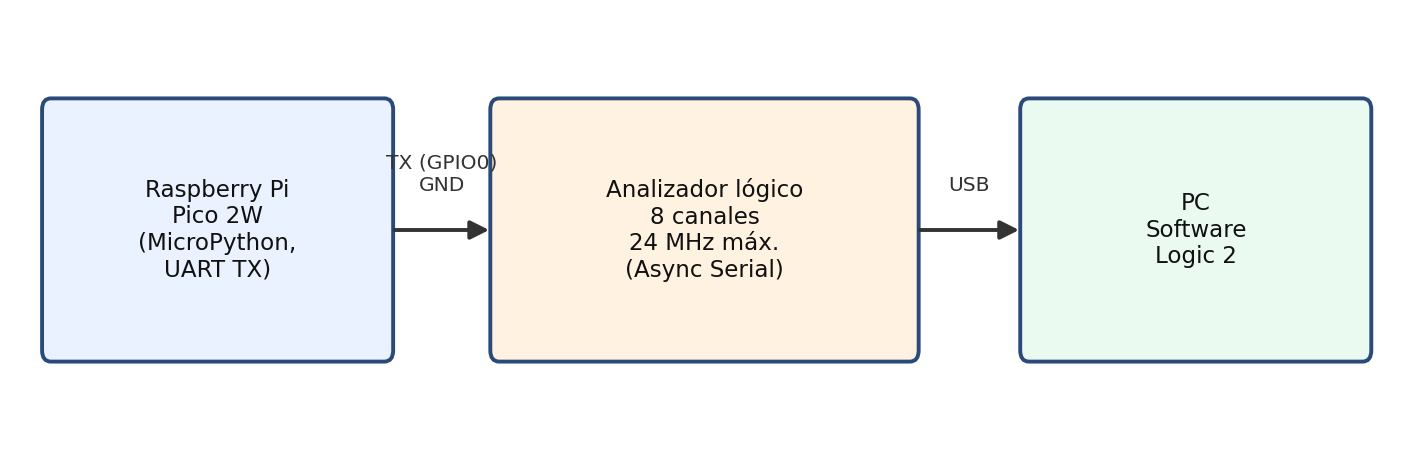 Raspberry Pi
Pico 2W
(MicroPython,
UART TX)
TX (GPIO0)
GND
Analizador lógico
8 canales
24 MHz máx.
(Async Serial)
USB
PC
Software
Logic 2